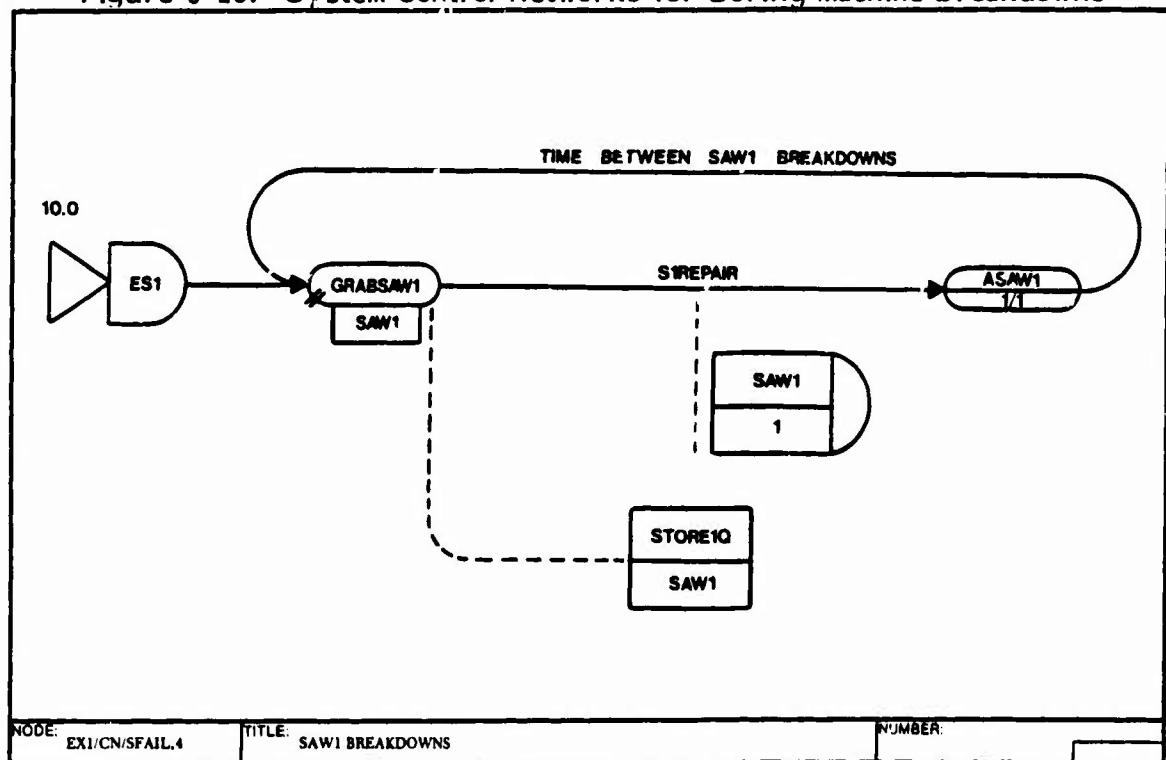 TIME BETWEEN SAW1 BREAKDOWNS
10.0
ES1
GRABSAW1
SAW1
S1REPAIR
ASAW1
1/1
SAW1
1
STORE1Q
SAW1
NODE: EX1/CN/SFAIL,4
TITLE: SAW1 BREAKDOWNS
NUMBER: